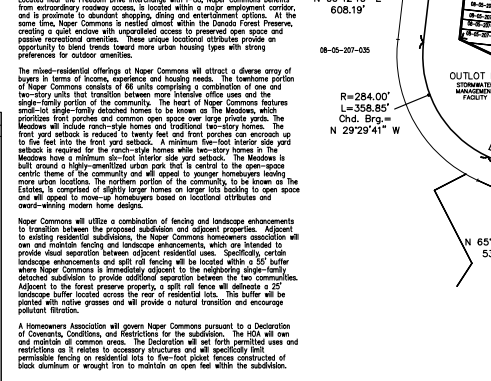 from extraordinary roadway access, is located within a major employment corridor,
and is proximate to abundant shopping, dining and entertainment options. At the
same time, Naper Commons is nestled almost within the Danada Forest Preserve,
creating a quiet enclave with unparalleled access to preserved open space and
passive recreational amenities. These unique locational attributes provide an
opportunity to blend trends toward more urban housing types with strong
preferences for outdoor amenities.
The mixed-residential offerings at Naper Commons will attract a diverse array of
buyers in terms of income, experience and housing needs. The townhome portion
of Naper Commons consists of 66 units comprising a combination of one and
two-story units that transition between more intensive office uses and the
single-family portion of the community. The heart of Naper Commons features
small-lot single-family detached homes to be known as The Meadows, which
prioritizes front porches and common open space over large private yards. The
Meadows will include ranch-style homes and traditional two-story homes. The
front yard setback is reduced to twenty feet and front porches can encroach up
to five feet into the front yard setback. A minimum five-foot interior side yard
setback is required for the ranch-style homes while two-story homes in The
Meadows have a minimum six-foot interior side yard setback. The Meadows is
built around a highly-amenitized urban park that is central to the open-space
centric theme of the community and will appeal to younger homebuyers leaving
more urban locations. The northern portion of the community, to be known as The
Estates, is comprised of slightly larger homes on larger lots backing to open space
and will appeal to move-up homebuyers based on locational attributes and
award-winning modern home designs.
Naper Commons will utilize a combination of fencing and landscape enhancements
to transition between the proposed subdivision and adjacent properties. Adjacent
to existing residential subdivisions, the Naper Commons homeowners association will
own and maintain fencing and landscape enhancements, which are intended to
provide visual separation between adjacent residential uses. Specifically, certain
landscape enhancements and split rail fencing will be located within a 55' buffer
where Naper Commons is immediately adjacent to the neighboring single-family
detached subdivision to provide additional separation between the two communities.
Adjacent to the forest preserve property, a split rail fence will delineate a 25'
landscape buffer located across the rear of residential lots. This buffer will be
planted with native grasses and will provide a natural transition and encourage
pollutant filtration.
A Homeowners Association will govern Naper Commons pursuant to a Declaration
of Covenants, Conditions, and Restrictions for the subdivision. The HOA will own
and maintain all common areas. The Declaration will set forth permitted uses and
restrictions as it relates to accessory structures and will specifically limit
permissible fencing on residential lots to five-foot picket fences constructed of
black aluminum or wrought iron to maintain an open feel within the subdivision.
608.19'
08-05-207-035
R=284.00'
L=358.85'
Chd. Brg.=
N 29°29'41" W
OUTLOT
STORMWATER
MANAGEMENT
FACILITY
N 65°
53